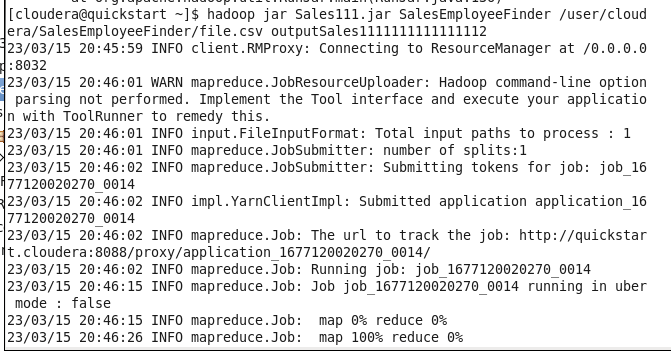 [cloudera@quickstart ~]$ hadoop jar Sales111.jar SalesEmployeeFinder /user/cloud
era/SalesEmployeeFinder/file.csv outputSales1111111111111112
23/03/15 20:45:59 INFO client.RMProxy: Connecting to ResourceManager at /0.0.0.0
:8032
23/03/15 20:46:01 WARN mapreduce.JobResourceUploader: Hadoop command-line option
 parsing not performed. Implement the Tool interface and execute your applicatio
n with ToolRunner to remedy this.
23/03/15 20:46:01 INFO input.FileInputFormat: Total input paths to process : 1
23/03/15 20:46:01 INFO mapreduce.JobSubmitter: number of splits:1
23/03/15 20:46:02 INFO mapreduce.JobSubmitter: Submitting tokens for job: job_16
77120020270_0014
23/03/15 20:46:02 INFO impl.YarnClientImpl: Submitted application application_16
77120020270_0014
23/03/15 20:46:02 INFO mapreduce.Job: The url to track the job: http://quickstar
t.cloudera:8088/proxy/application_1677120020270_0014/
23/03/15 20:46:02 INFO mapreduce.Job: Running job: job_1677120020270_0014
23/03/15 20:46:15 INFO mapreduce.Job: Job job_1677120020270_0014 running in uber
 mode : false
23/03/15 20:46:15 INFO mapreduce.Job:  map 0% reduce 0%
23/03/15 20:46:26 INFO mapreduce.Job:  map 100% reduce 0%